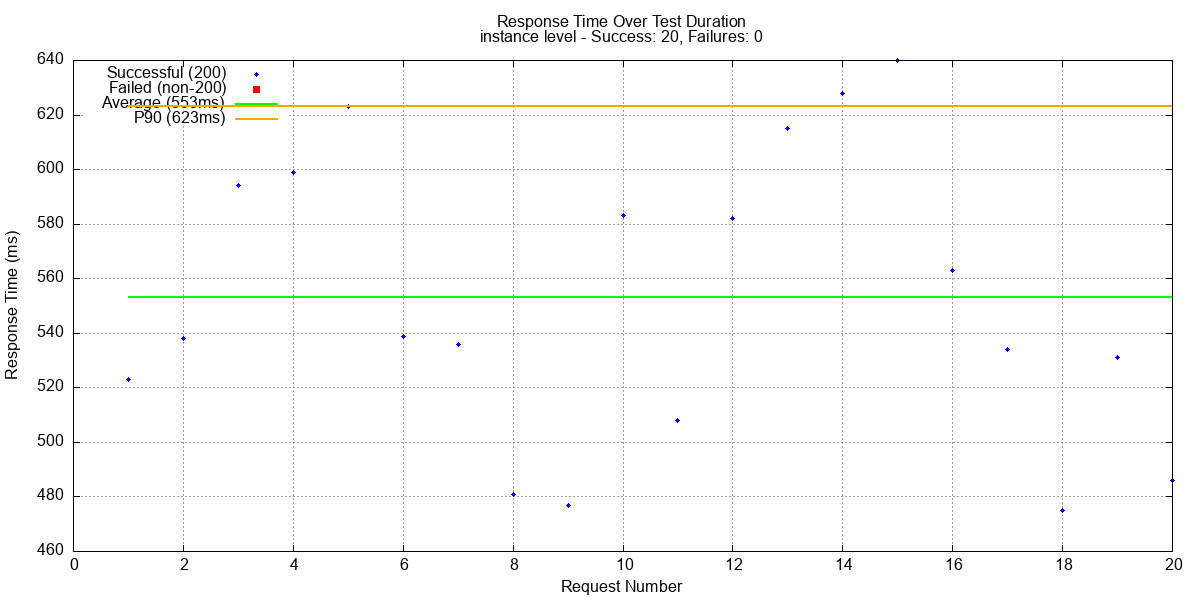 Response Time Over Test Duration
instance level - Success: 20, Failures: 0
640
620
600
580
560
540
520
500
480
460
Response Time (ms)
Successful (200)
Failed (non-200)
Average (553ms)
P90 (623ms)
0 2 4 6 8 10 12 14 16 18 20
Request Number